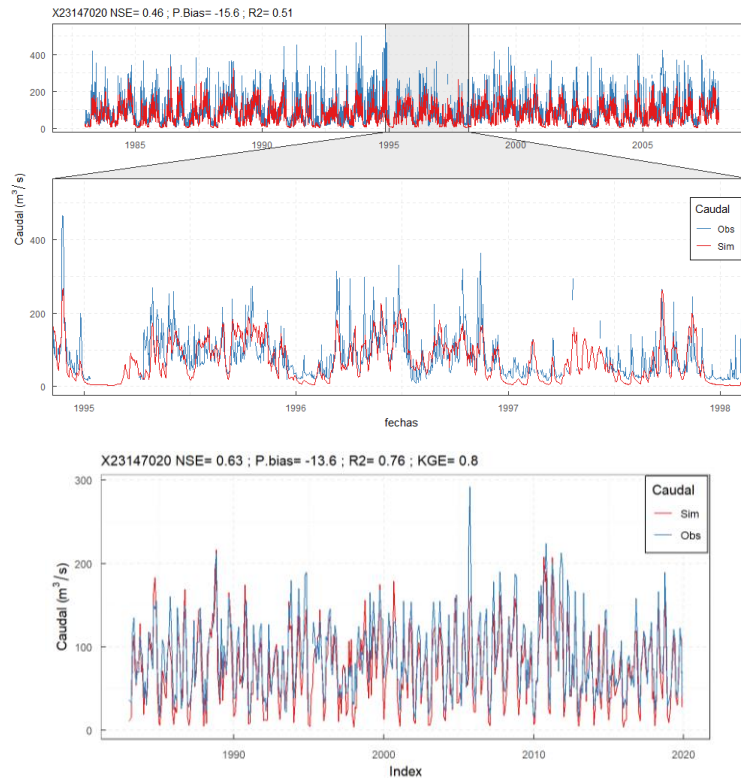 X23147020 NSE= 0.46 ; P.Bias= -15.6 ; R2= 0.51
400
200
0
1985 1990 1995 2000 2005
Caudal (m³/s)
400
200
0
Caudal
Obs
Sim
1995 1996 1997 1998
fechas
X23147020 NSE= 0.63 ; P.bias= -13.6 ; R2= 0.76 ; KGE= 0.8
Caudal (m³/s)
300
200
100
0
Caudal
Sim
Obs
1990 2000 2010 2020
Index